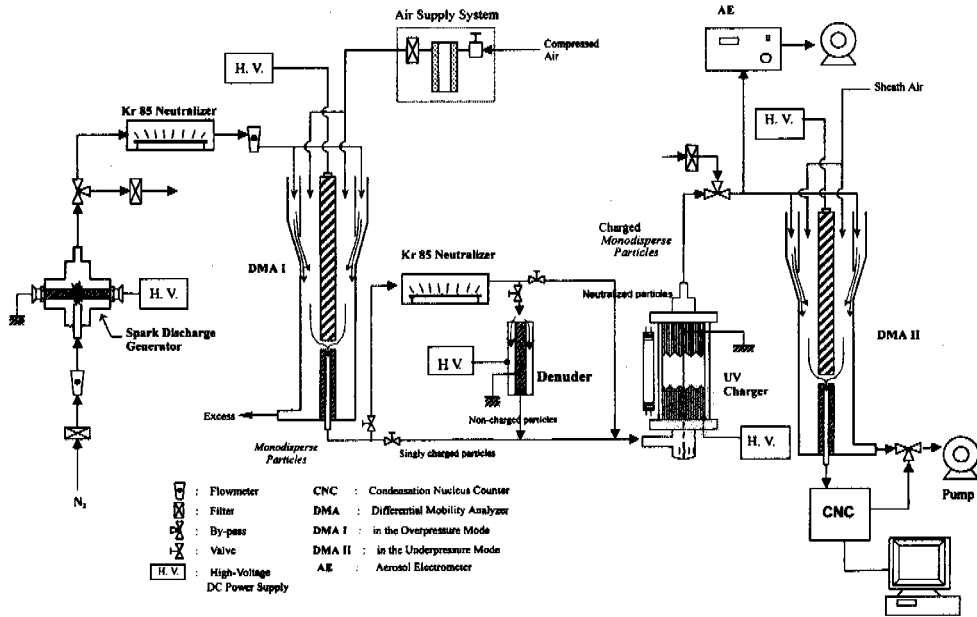 Air Supply System
Compressed
Air
AE
H. V.
Kr 85 Neutralizer
Sheath Air
H. V.
DMA I
Charged
Monodisperse
Particles
Kr 85 Neutralizer
Neutralized particles
H. V.
Spark Discharge
Generator
DMA II
H. V.
Denuder
UV
Charger
Excess
Non-charged particles
H. V.
Monodisperse
Particles
Singly charged particles
Pump
N₂
CNC
: Flowmeter
: Filter
: By-pass
: Valve
H. V. : High-Voltage
DC Power Supply
CNC : Condensation Nucleus Counter
DMA : Differential Mobility Analyzer
DMA I : in the Overpressure Mode
DMA II : in the Underpressure Mode
AE : Aerosol Electrometer